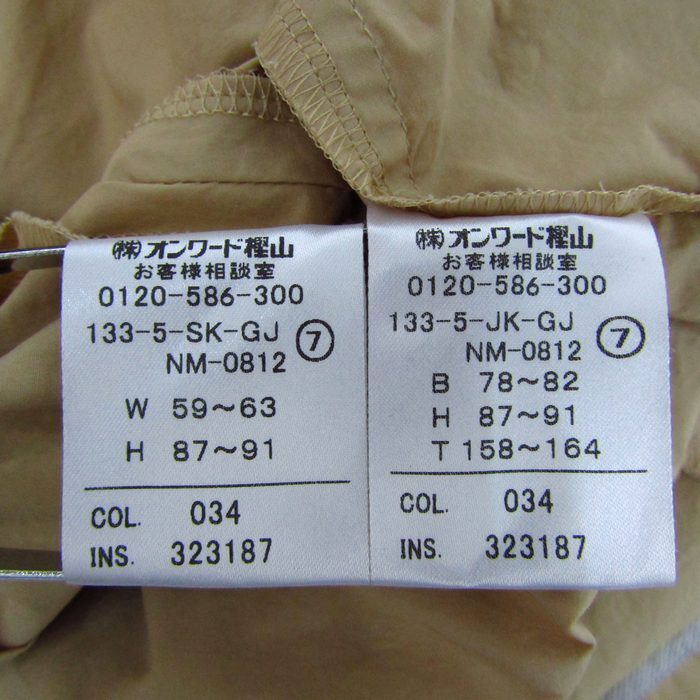 ㈱オンワード樫山
お客様相談室
0120-586-300
133-5-SK-GJ ⑦
NM-0812
W 59～63
H 87～91
COL. 034
INS. 323187
㈱オンワード樫山
お客様相談室
0120-586-300
133-5-JK-GJ ⑦
NM-0812
B 78～82
H 87～91
T 158～164
COL. 034
INS. 323187